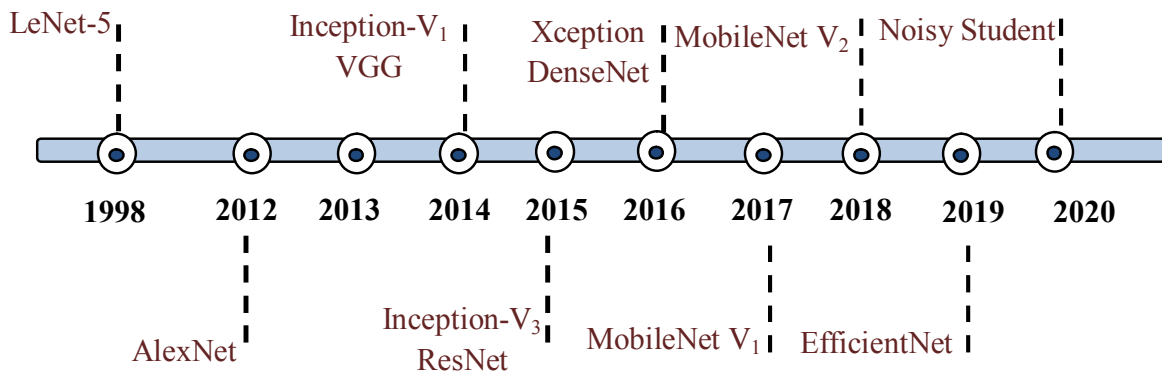 LeNet-5
Inception-V₁
VGG
Xception
DenseNet
MobileNet V₂
Noisy Student
1998 2012 2013 2014 2015 2016 2017 2018 2019 2020
AlexNet
Inception-V₃
ResNet
MobileNet V₁
EfficientNet